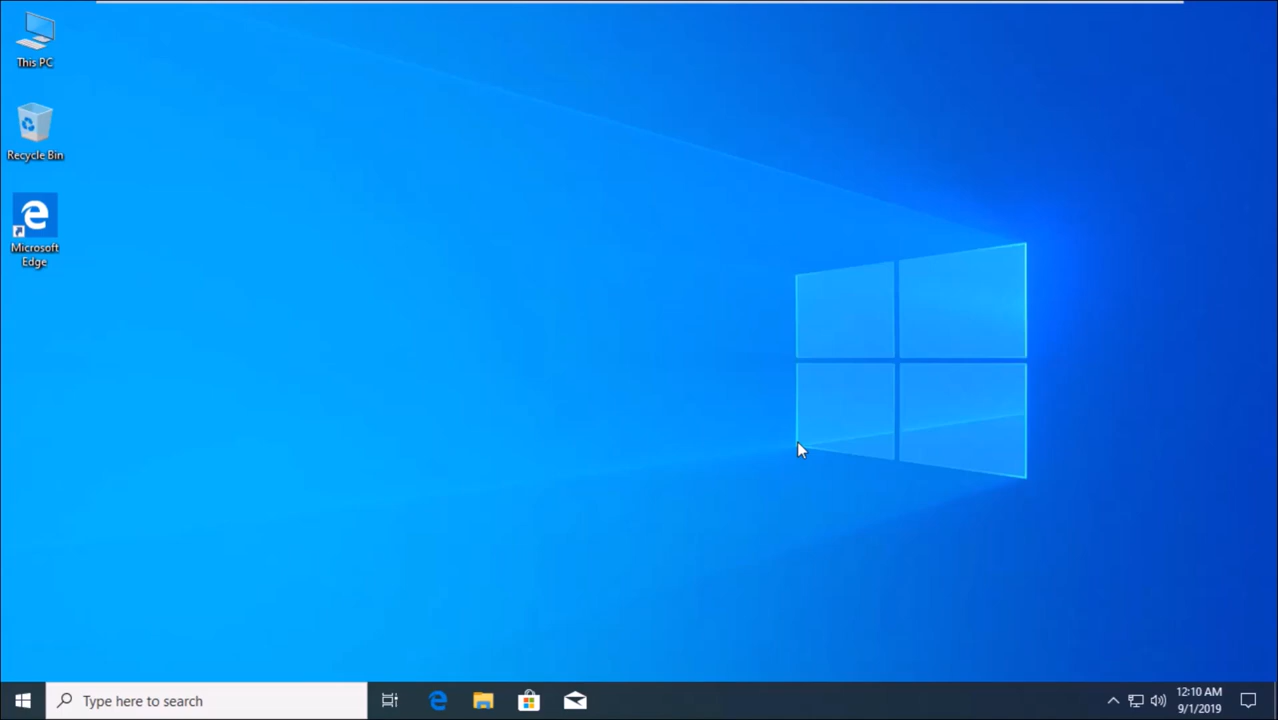 This PC
Recycle Bin
Microsoft
Edge
Type here to search
12:10 AM
9/1/2019